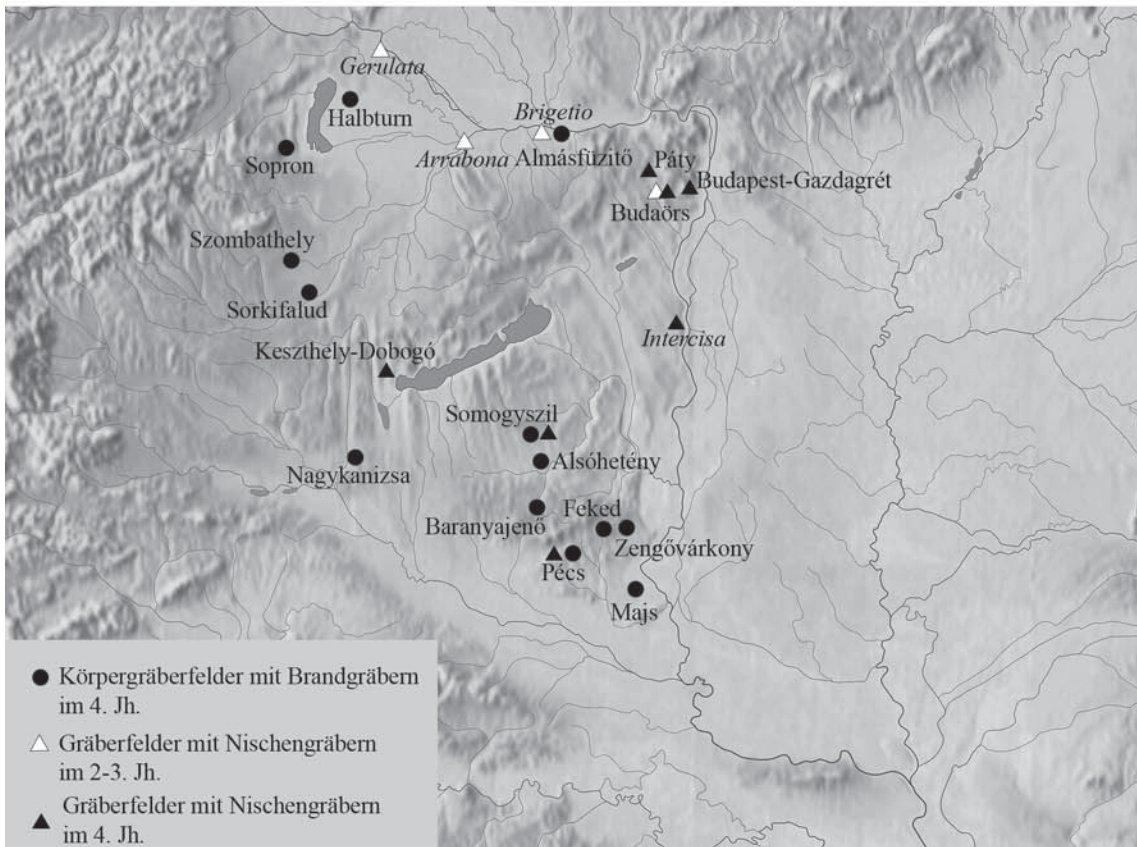 Gerulata
Halbturn
Brigetio
Sopron
Arrabona
Almásfüzitő
Páty
Budapest-Gazdagrét
Budaörs
Szombathely
Sorkifalud
Intercisa
Keszthely-Dobogó
Somogyszil
Alsóhetény
Nagykanizsa
Baranyajenő
Feked
Zengővárkony
Pécs
Majs
Körpergräberfelder mit Brandgräbern
im 4. Jh.
Gräberfelder mit Nischengräbern
im 2-3. Jh.
Gräberfelder mit Nischengräbern
im 4. Jh.